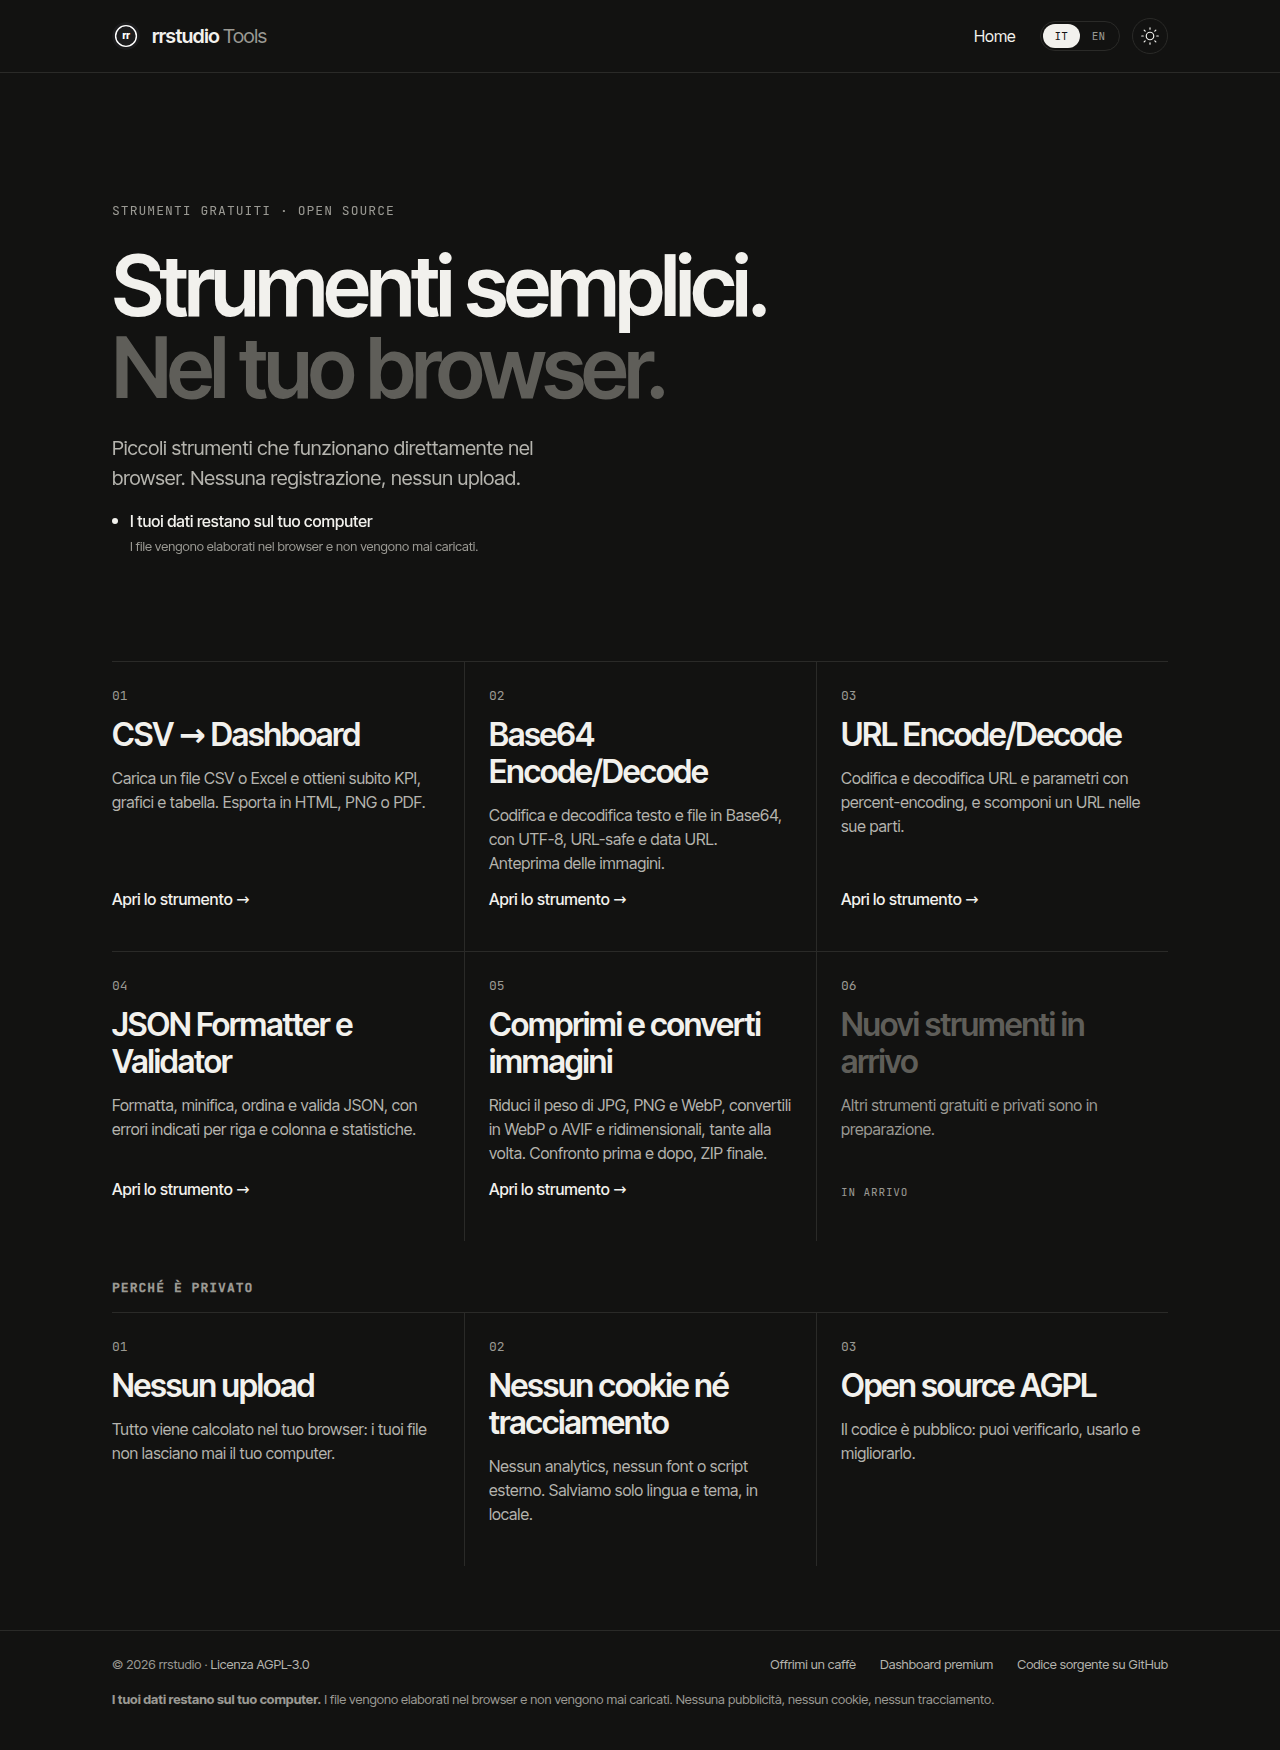 rr rrstudio Tools
Home
IT EN
STRUMENTI GRATUITI · OPEN SOURCE
Strumenti semplici.
Nel tuo browser.
Piccoli strumenti che funzionano direttamente nel
browser. Nessuna registrazione, nessun upload.
I tuoi dati restano sul tuo computer
I file vengono elaborati nel browser e non vengono mai caricati.
01
CSV → Dashboard
Carica un file CSV o Excel e ottieni subito KPI,
grafici e tabella. Esporta in HTML, PNG o PDF.
Apri lo strumento →
02
Base64
Encode/Decode
Codifica e decodifica testo e file in Base64,
con UTF-8, URL-safe e data URL.
Anteprima delle immagini.
Apri lo strumento →
03
URL Encode/Decode
Codifica e decodifica URL e parametri con
percent-encoding, e scomponi un URL nelle
sue parti.
Apri lo strumento →
04
JSON Formatter e
Validator
Formatta, minifica, ordina e valida JSON, con
errori indicati per riga e colonna e statistiche.
Apri lo strumento →
05
Comprimi e converti
immagini
Riduci il peso di JPG, PNG e WebP, convertili
in WebP o AVIF e ridimensionali, tante alla
volta. Confronto prima e dopo, ZIP finale.
Apri lo strumento →
06
Nuovi strumenti in
arrivo
Altri strumenti gratuiti e privati sono in
preparazione.
IN ARRIVO
PERCHÉ È PRIVATO
01
Nessun upload
Tutto viene calcolato nel tuo browser: i tuoi file
non lasciano mai il tuo computer.
02
Nessun cookie né
tracciamento
Nessun analytics, nessun font o script
esterno. Salviamo solo lingua e tema, in
locale.
03
Open source AGPL
Il codice è pubblico: puoi verificarlo, usarlo e
migliorarlo.
© 2026 rrstudio · Licenza AGPL-3.0
Offrimi un caffè
Dashboard premium
Codice sorgente su GitHub
I tuoi dati restano sul tuo computer. I file vengono elaborati nel browser e non vengono mai caricati. Nessuna pubblicità, nessun cookie, nessun tracciamento.